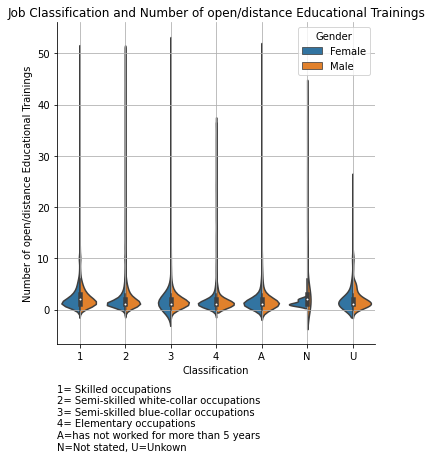 Job Classification and Number of open/distance Educational Trainings
Gender
Female
Male
50
40
30
20
10
0
Number of open/distance Educational Trainings
1 2 3 4 A N U
Classification
1= Skilled occupations
2= Semi-skilled white-collar occupations
3= Semi-skilled blue-collar occupations
4= Elementary occupations
A=has not worked for more than 5 years
N=Not stated, U=Unkown